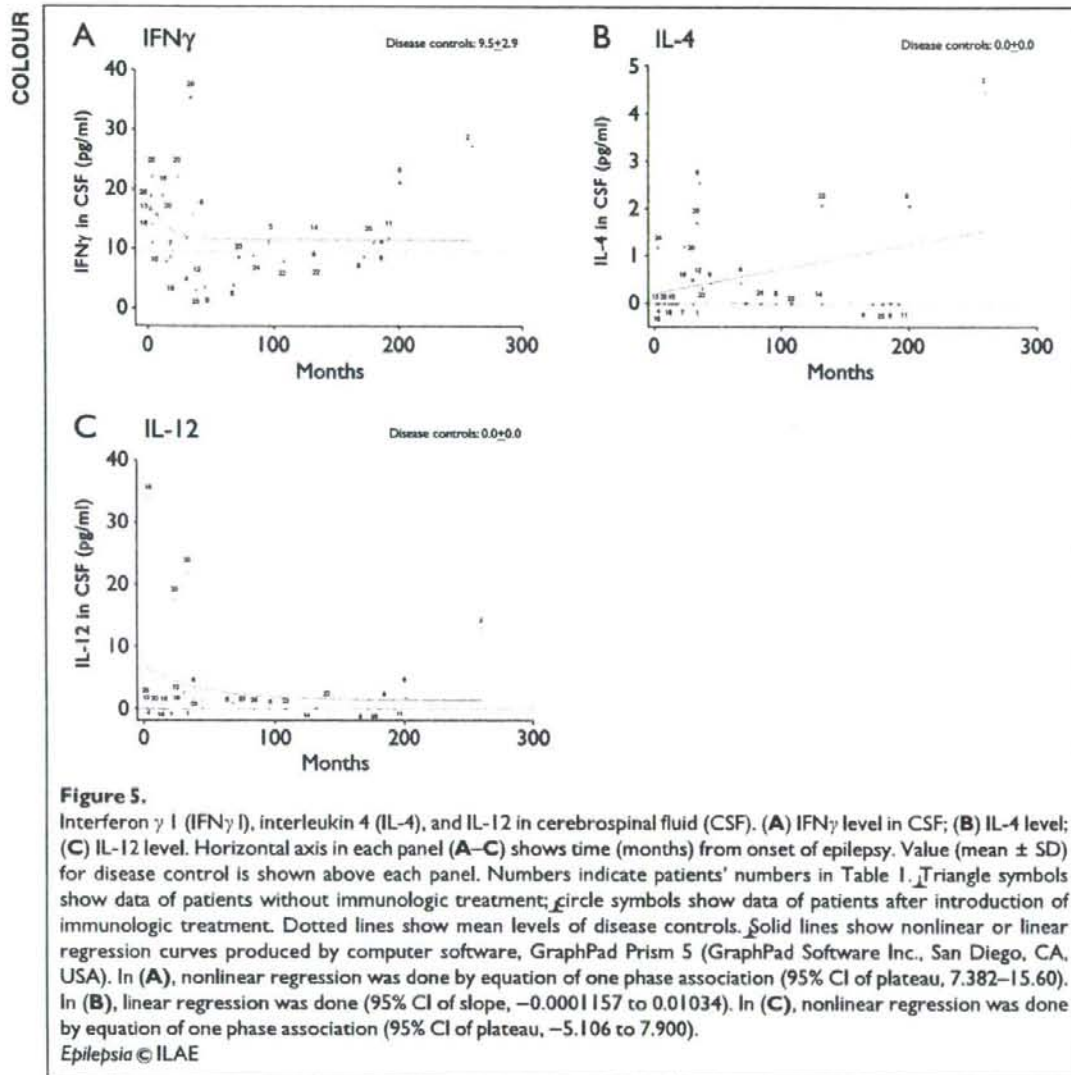 COLOUR
A IFNγ
Disease controls: 9.5±2.9
IFNγ in CSF (pg/ml)
40
30
20
10
0
0 100 200 300
Months
B IL-4
Disease controls: 0.0±0.0
IL-4 in CSF (pg/ml)
5
4
3
2
1
0
0 100 200 300
Months
C IL-12
Disease controls: 0.0±0.0
IL-12 in CSF (pg/ml)
40
30
20
10
0
0 100 200 300
Months
Figure 5.
Interferon γ 1 (IFNγ1), interleukin 4 (IL-4), and IL-12 in cerebrospinal fluid (CSF). (A) IFNγ level in CSF; (B) IL-4 level;
(C) IL-12 level. Horizontal axis in each panel (A–C) shows time (months) from onset of epilepsy. Value (mean ± SD)
for disease control is shown above each panel. Numbers indicate patients' numbers in Table 1. Triangle symbols
show data of patients without immunologic treatment; circle symbols show data of patients after introduction of
immunologic treatment. Dotted lines show mean levels of disease controls. Solid lines show nonlinear or linear
regression curves produced by computer software, GraphPad Prism 5 (GraphPad Software Inc., San Diego, CA,
USA). In (A), nonlinear regression was done by equation of one phase association (95% CI of plateau, 7.382–15.60).
In (B), linear regression was done (95% CI of slope, −0.0001157 to 0.01034). In (C), nonlinear regression was done
by equation of one phase association (95% CI of plateau, −5.106 to 7.900).
Epilepsia © ILAE